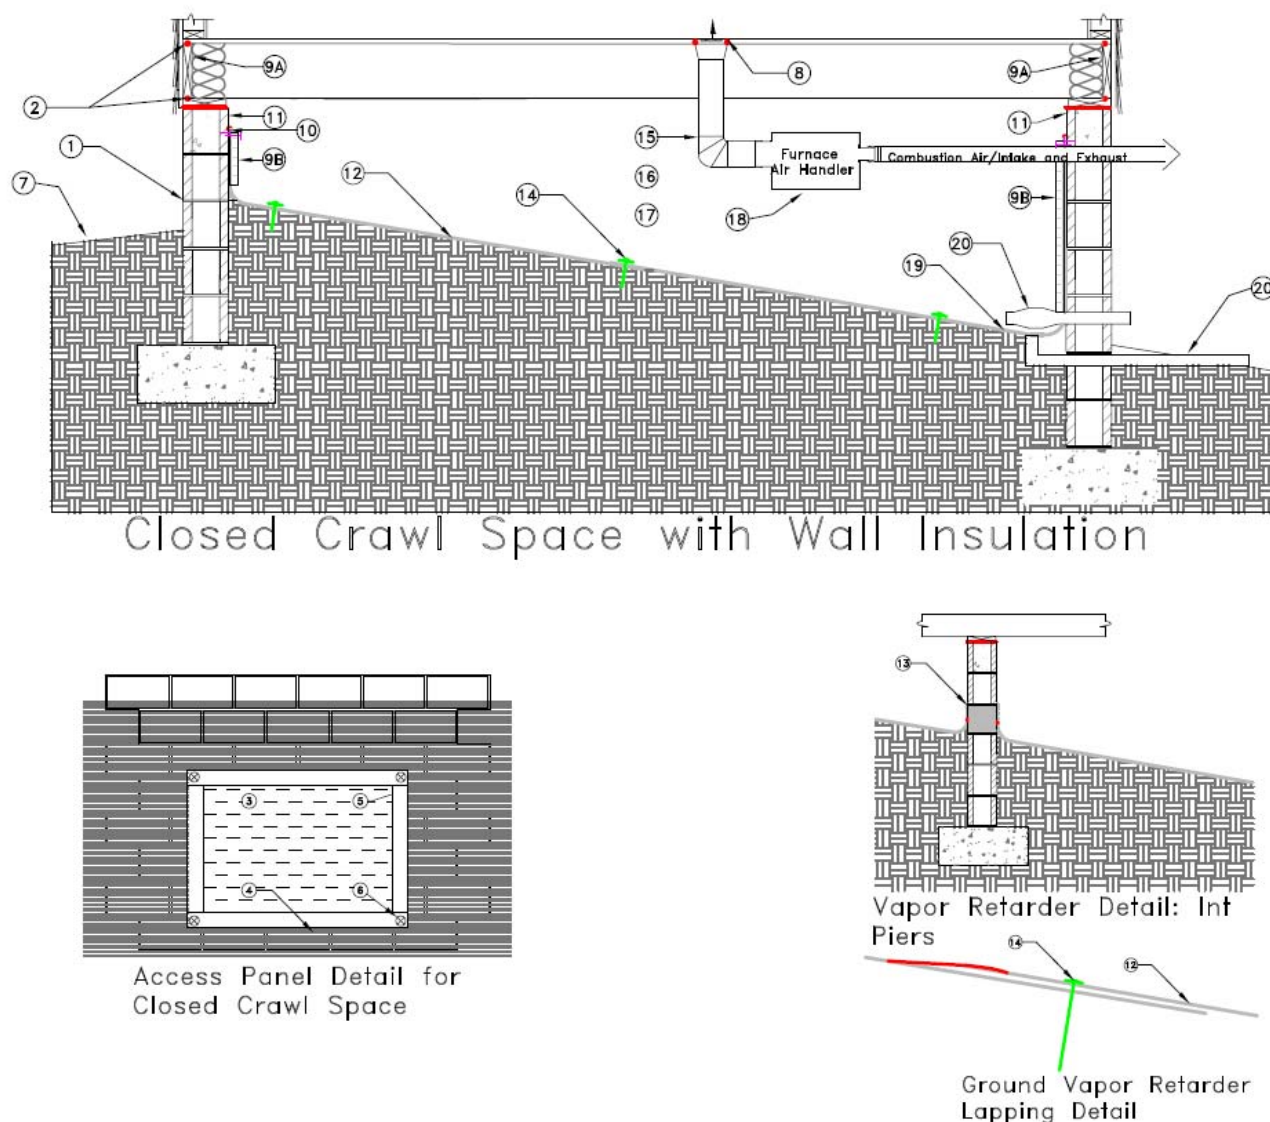 9A
8
9A
2
11
10
11
15
1
9B
Furnace
Air Handler
Combustion Air/Intake and Exhaust
12
16
7
14
17
18
9B
20
19
20
Closed Crawl Space with Wall Insulation
13
3
5
4
6
Vapor Retarder Detail: Int
Piers
Access Panel Detail for
Closed Crawl Space
14
12
Ground Vapor Retarder
Lapping Detail